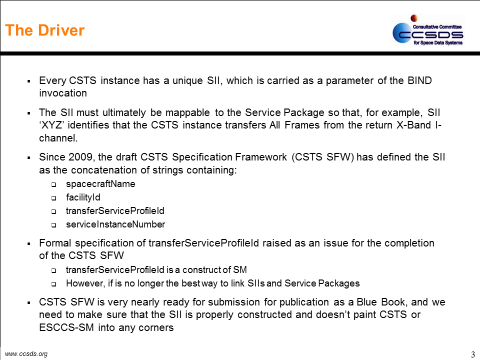 The Driver
Consultative Committee
CCSDS
for Space Data Systems
Every CSTS instance has a unique SII, which is carried as a parameter of the BIND
invocation
The SII must ultimately be mappable to the Service Package so that, for example, SII
‘XYZ’ identifies that the CSTS instance transfers All Frames from the return X-Band I-
channel.
Since 2009, the draft CSTS Specification Framework (CSTS SFW) has defined the SII
as the concatenation of strings containing:
spacecraftName
facilityId
transferServiceProfileId
serviceInstanceNumber
Formal specification of transferServiceProfileId raised as an issue for the completion
of the CSTS SFW
transferServiceProfileId is a construct of SM
However, if is no longer the best way to link SIIs and Service Packages
CSTS SFW is very nearly ready for submission for publication as a Blue Book, and we
need to make sure that the SII is properly constructed and doesn’t paint CSTS or
ESCCS-SM into any corners
www.ccsds.org
3